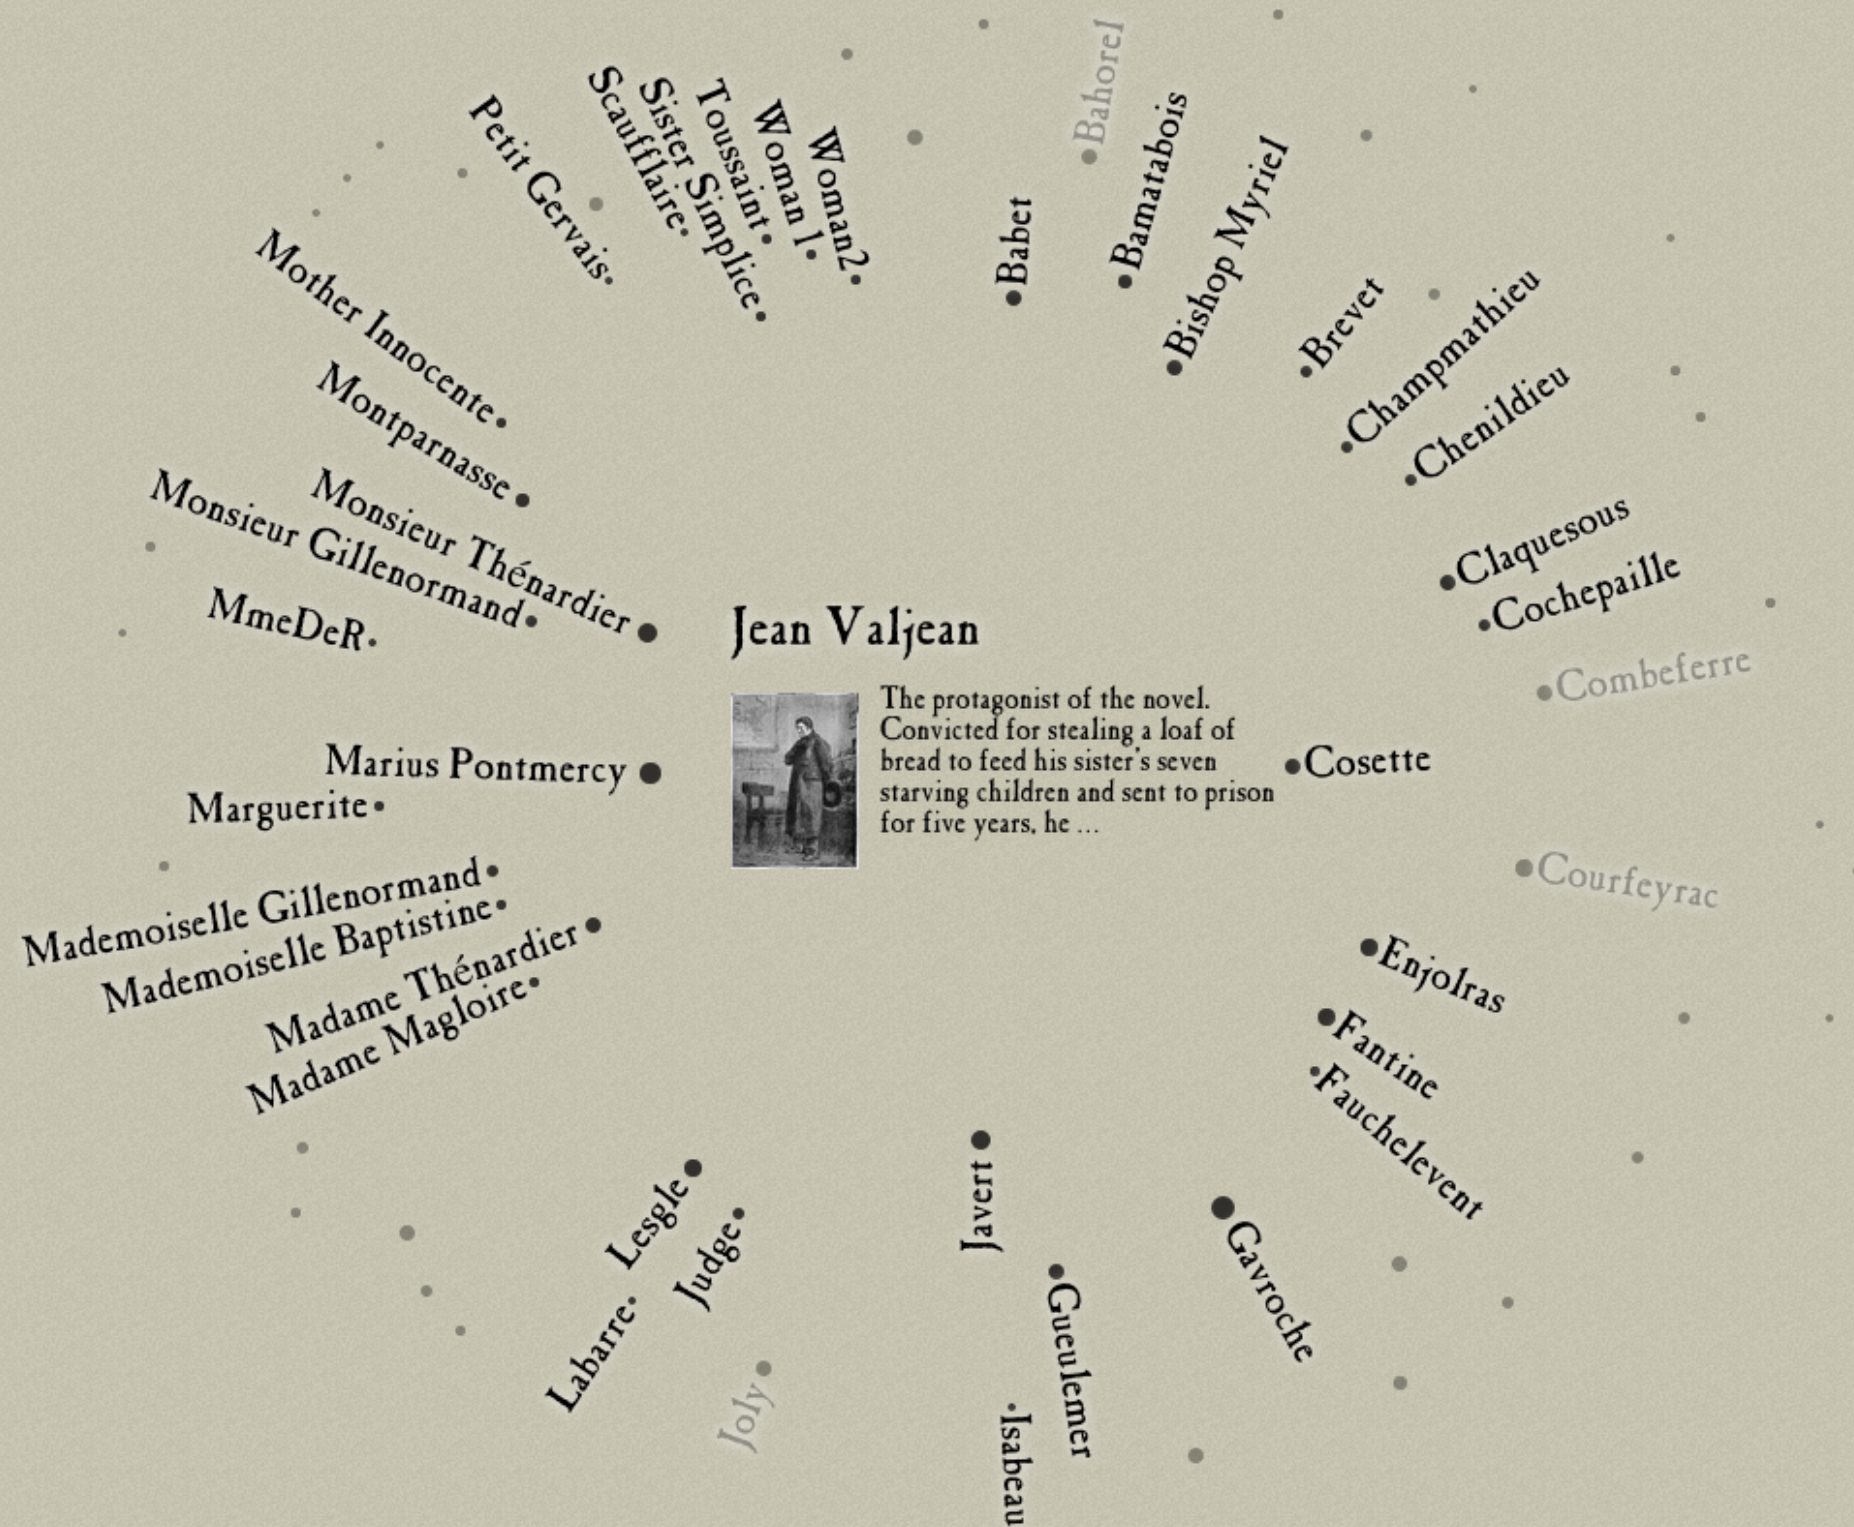 Bahorel
Bamatabois
Bishop Myriel
Babet
Brevet
Champmathieu
Chenildieu
Claquesous
Cochepaille
Combeferre
Cosette
Courfeyrac
Enjolras
Fantine
Fauchelevent
Gavroche
Gueulemer
Isabeau
Javert
Joly
Judge
Labarre
Lesgle
Madame Magloire
Madame Thénardier
Mademoiselle Baptistine
Mademoiselle Gillenormand
Marguerite
Marius Pontmercy
MmeDeR
Monsieur Gillenormand
Monsieur Thénardier
Montparnasse
Mother Innocente
Petit Gervais
Scaufflaire
Sister Simplice
Toussaint
Woman 1
Woman2
Jean Valjean
The protagonist of the novel.
Convicted for stealing a loaf of
bread to feed his sister's seven
starving children and sent to prison
for five years, he ...